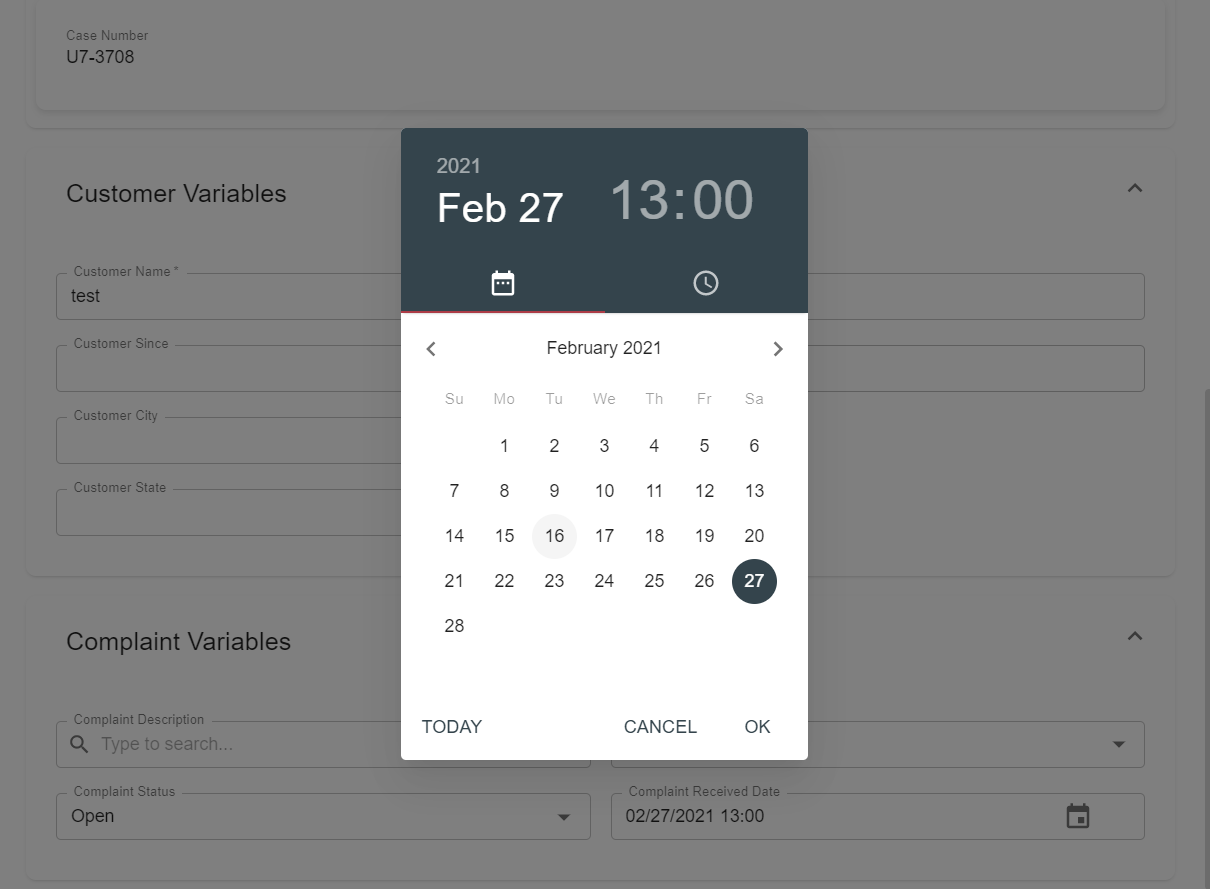 Case Number
U7-3708
Customer Variables
Customer Name *
test
Customer Since
Customer City
Customer State
2021
Feb 27 13:00
February 2021
Su Mo Tu We Th Fr Sa
1 2 3 4 5 6
7 8 9 10 11 12 13
14 15 16 17 18 19 20
21 22 23 24 25 26 27
28
TODAY CANCEL OK
Complaint Variables
Complaint Description
Type to search...
Complaint Status
Open
Complaint Received Date
02/27/2021 13:00